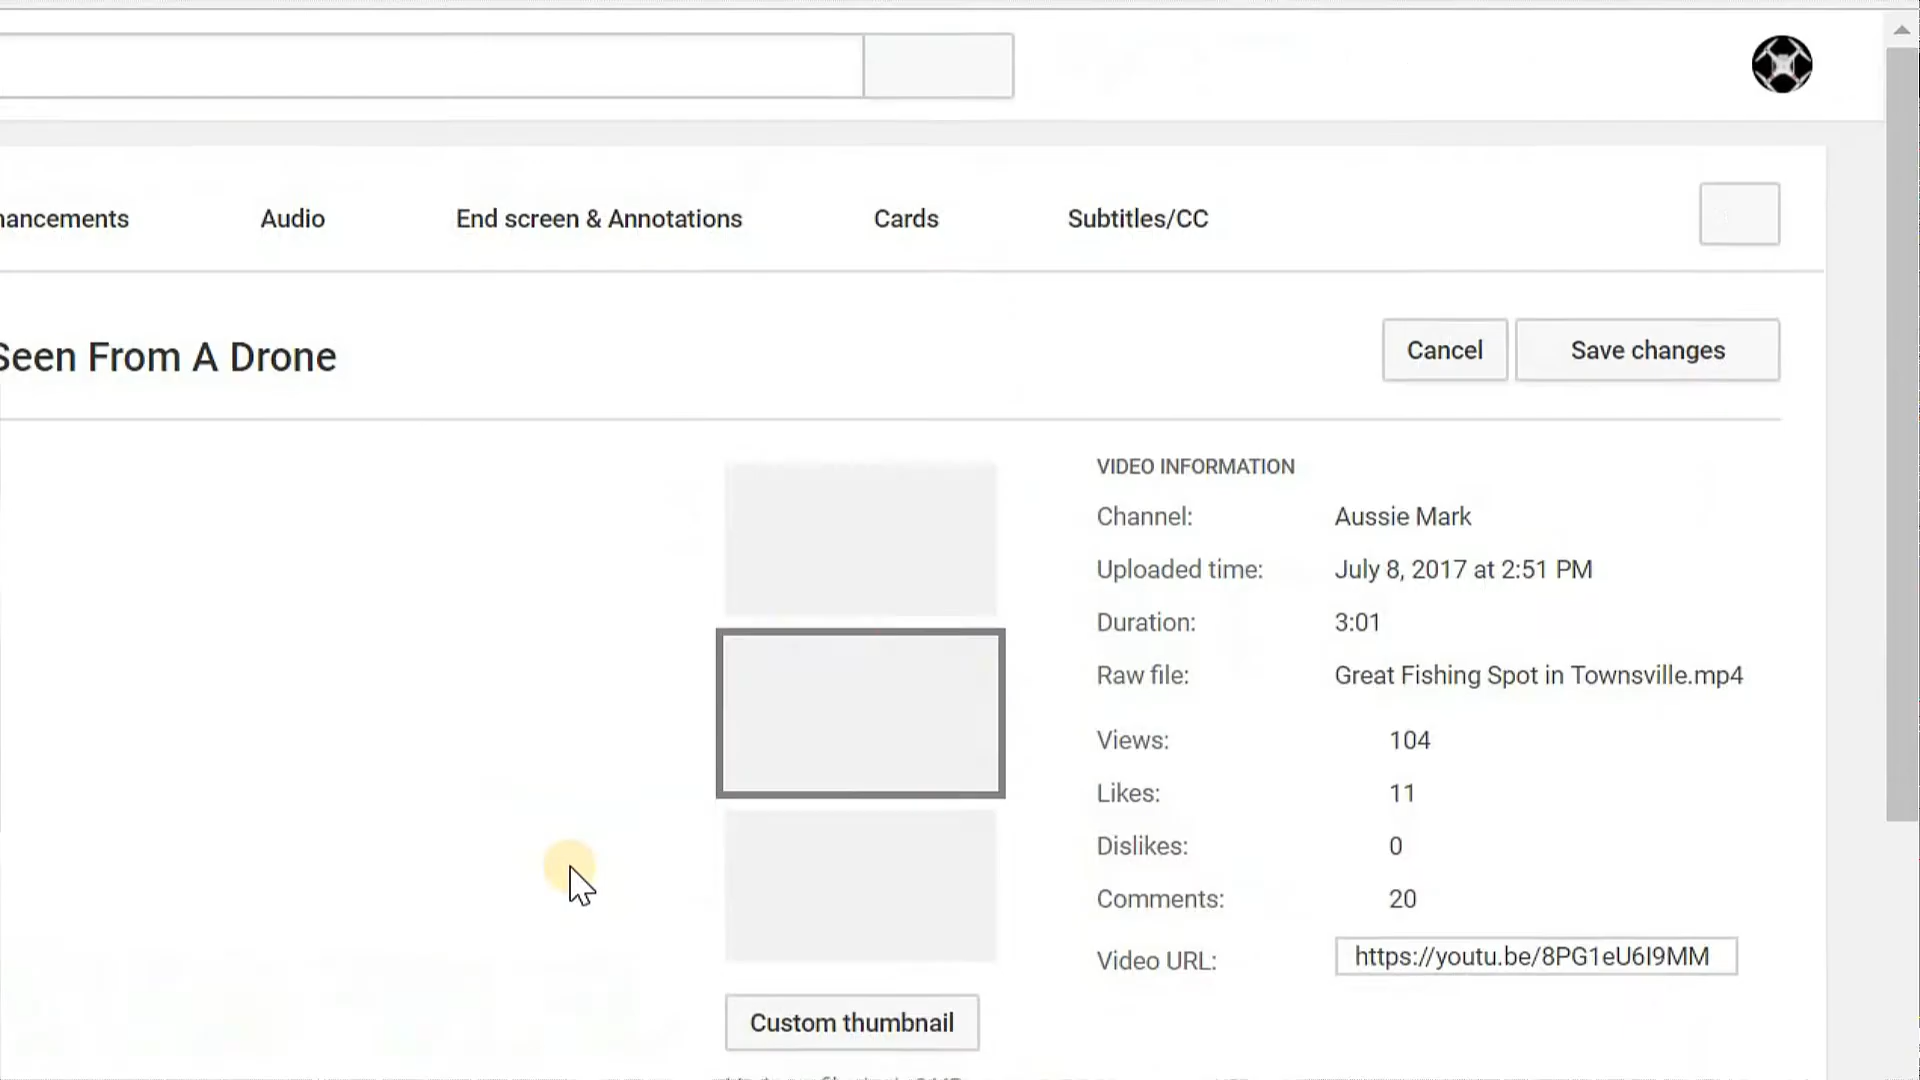 hancements Audio End screen & Annotations Cards Subtitles/CC
Seen From A Drone
Cancel Save changes
VIDEO INFORMATION
Channel: Aussie Mark
Uploaded time: July 8, 2017 at 2:51 PM
Duration: 3:01
Raw file: Great Fishing Spot in Townsville.mp4
Views: 104
Likes: 11
Dislikes: 0
Comments: 20
Video URL: https://youtu.be/8PG1eU6I9MM
Custom thumbnail